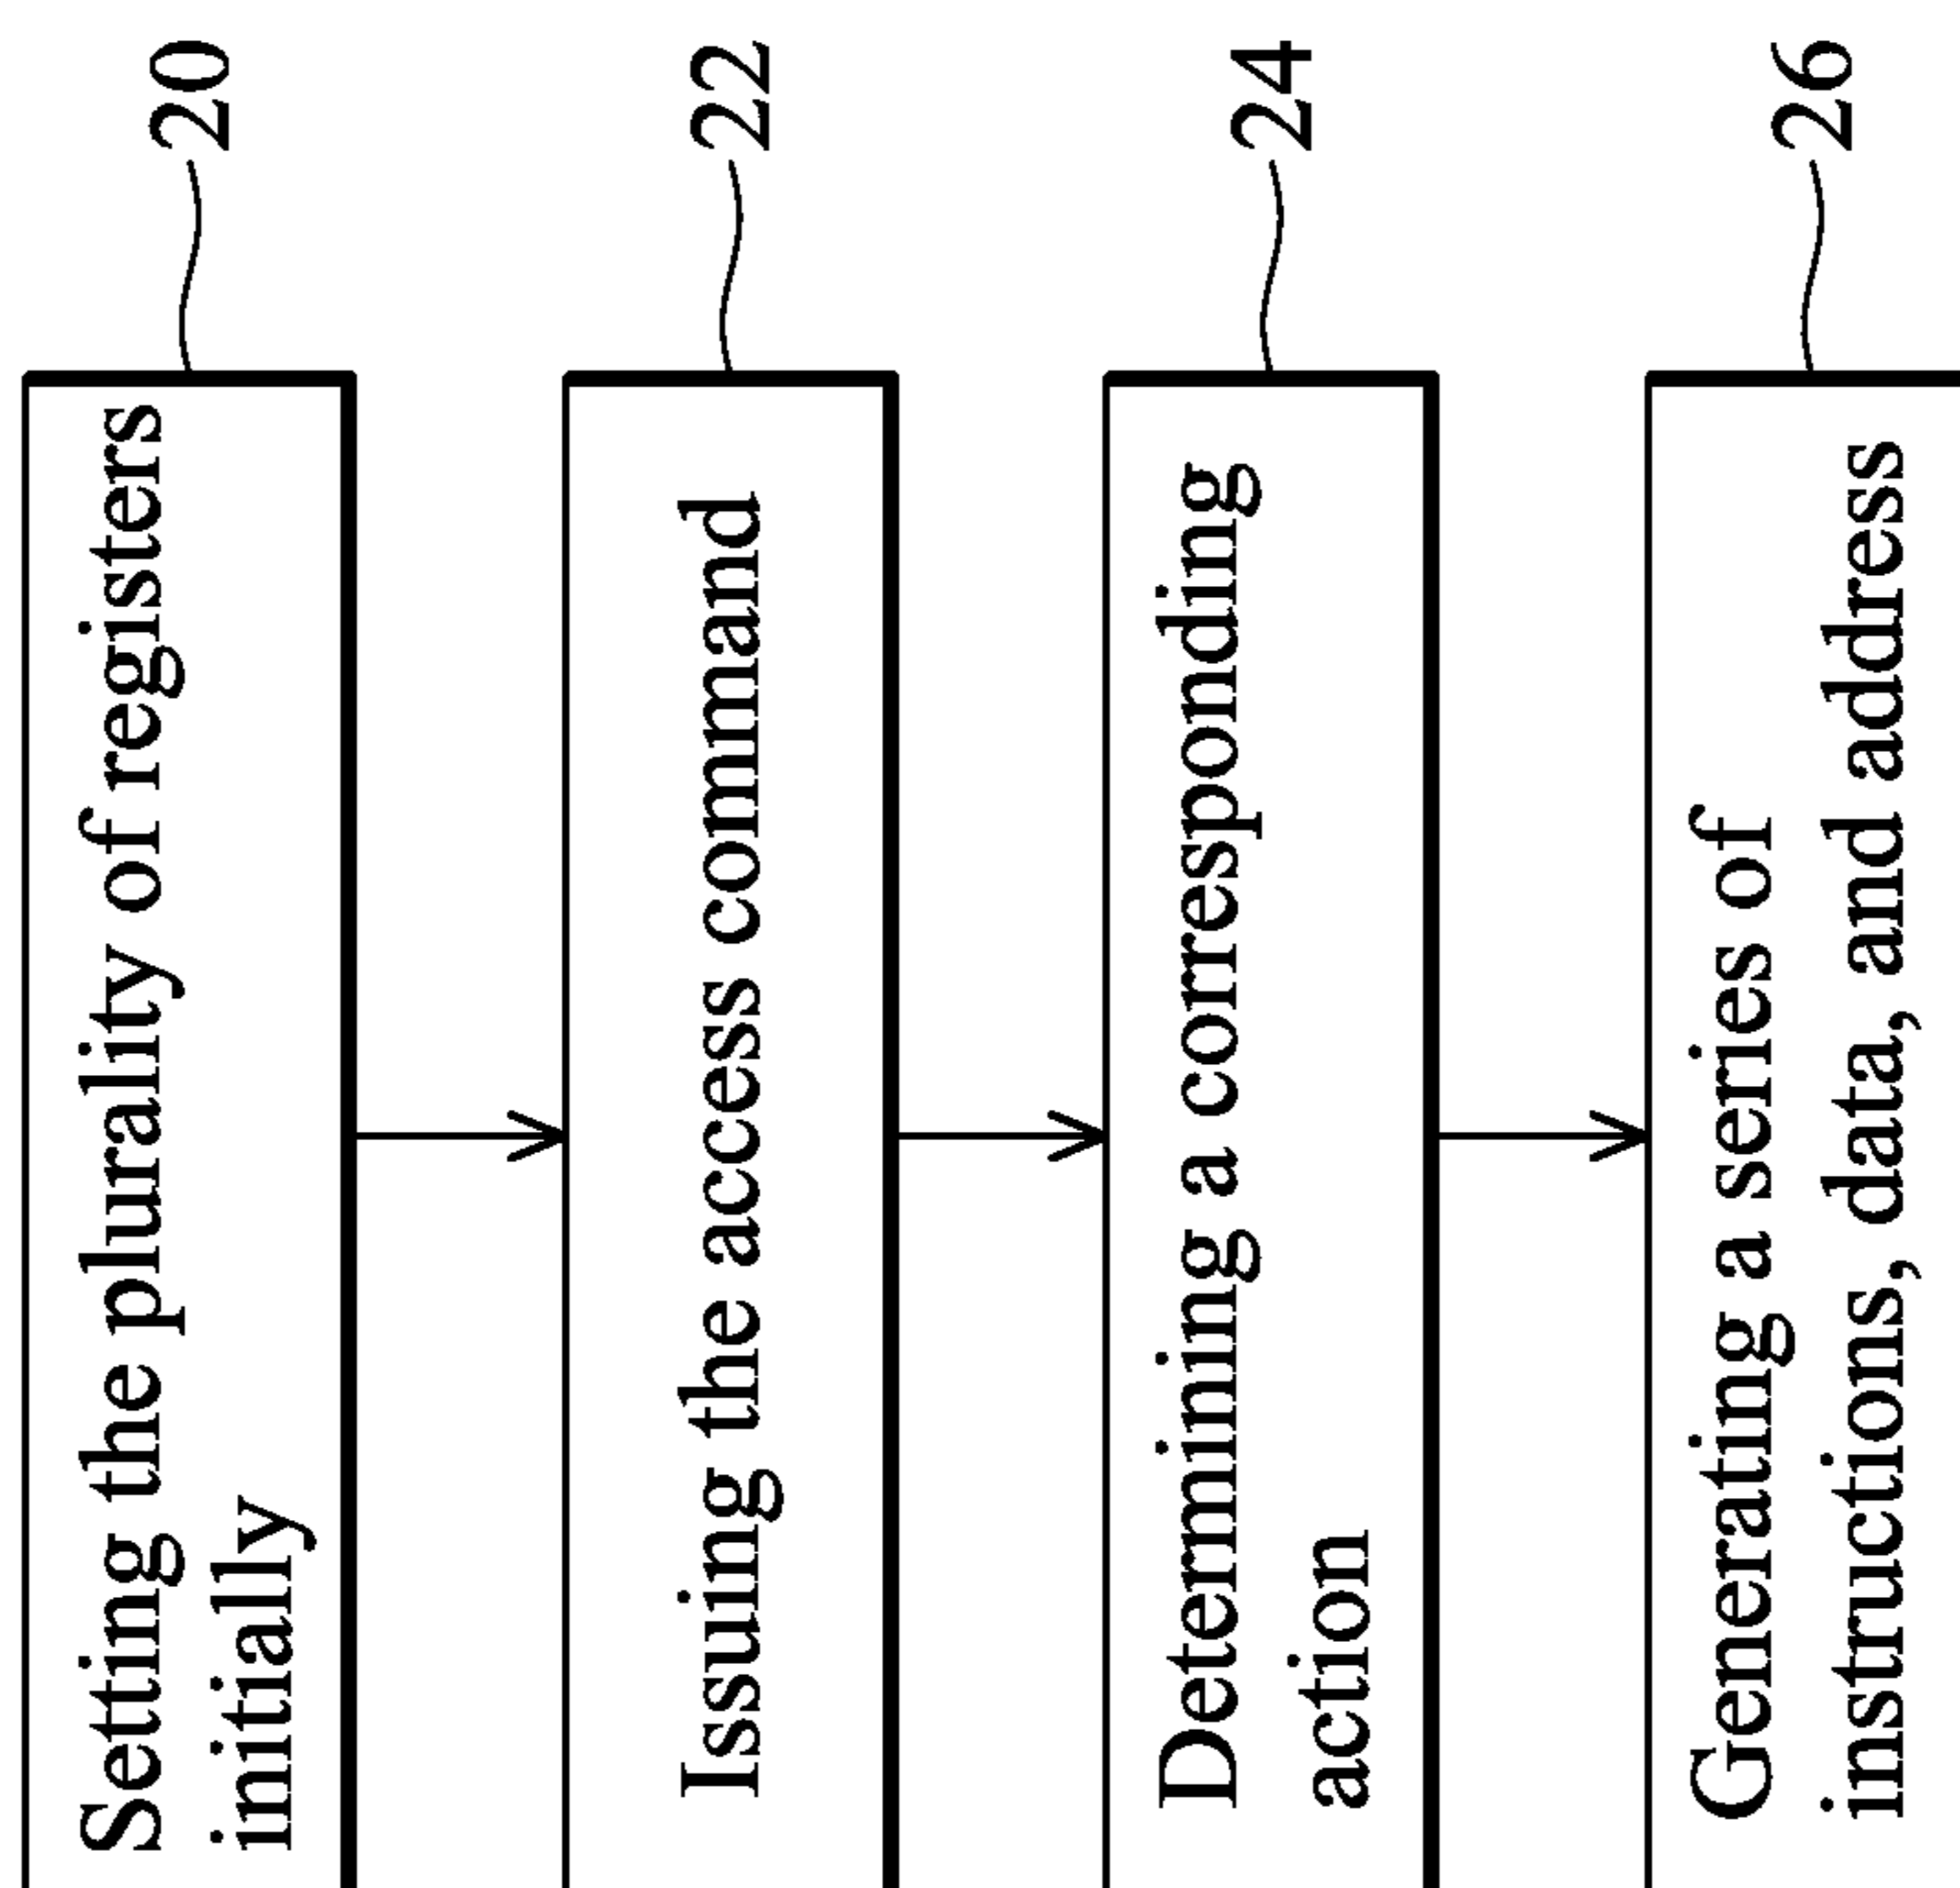 Setting the plurality of registers
initially
20
Issuing the access command
22
Determining a corresponding
action
24
Generating a series of
instructions, data, and address
26